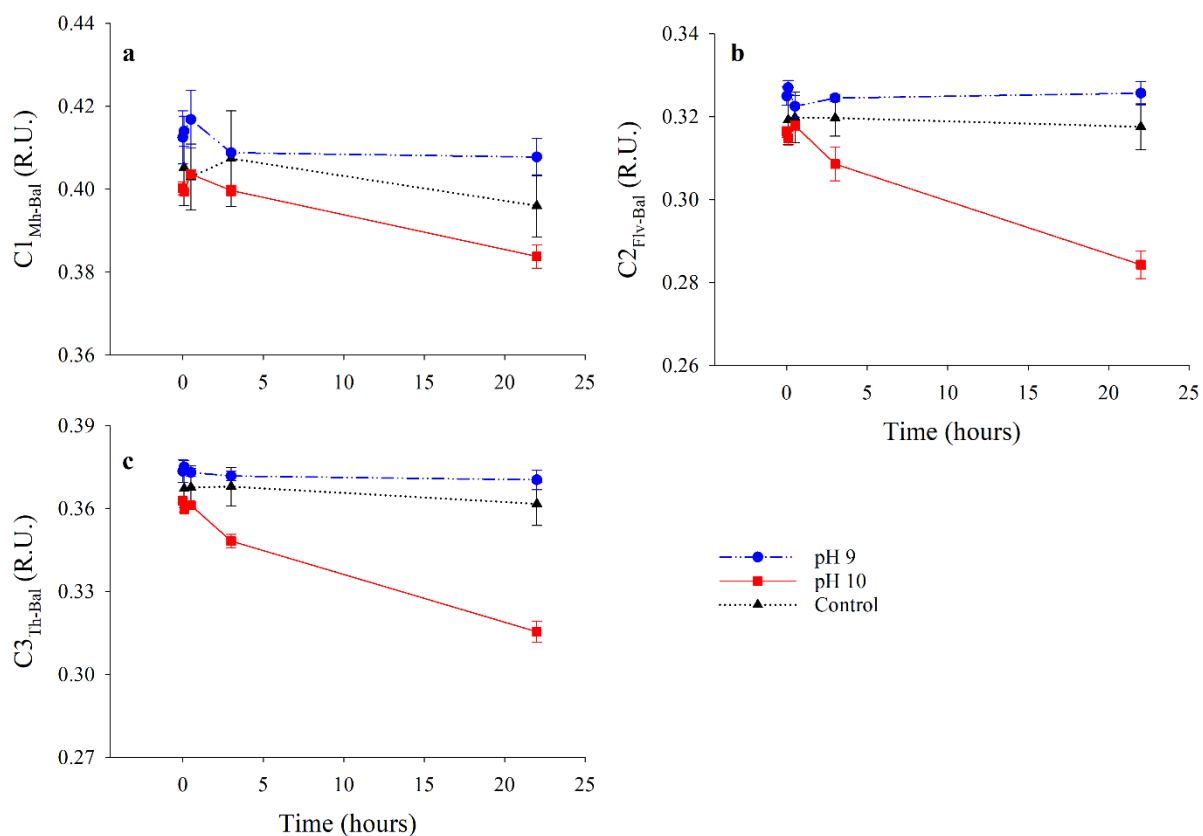 a
C1Mh-Bal (R.U.)
0.44
0.42
0.40
0.38
0.36
0 5 10 15 20 25
b
C2Flv-Bal (R.U.)
0.34
0.32
0.30
0.28
0.26
0 5 10 15 20 25
Time (hours)
c
C3Th-Bal (R.U.)
0.39
0.36
0.33
0.30
0.27
0 5 10 15 20 25
Time (hours)
pH 9
pH 10
Control